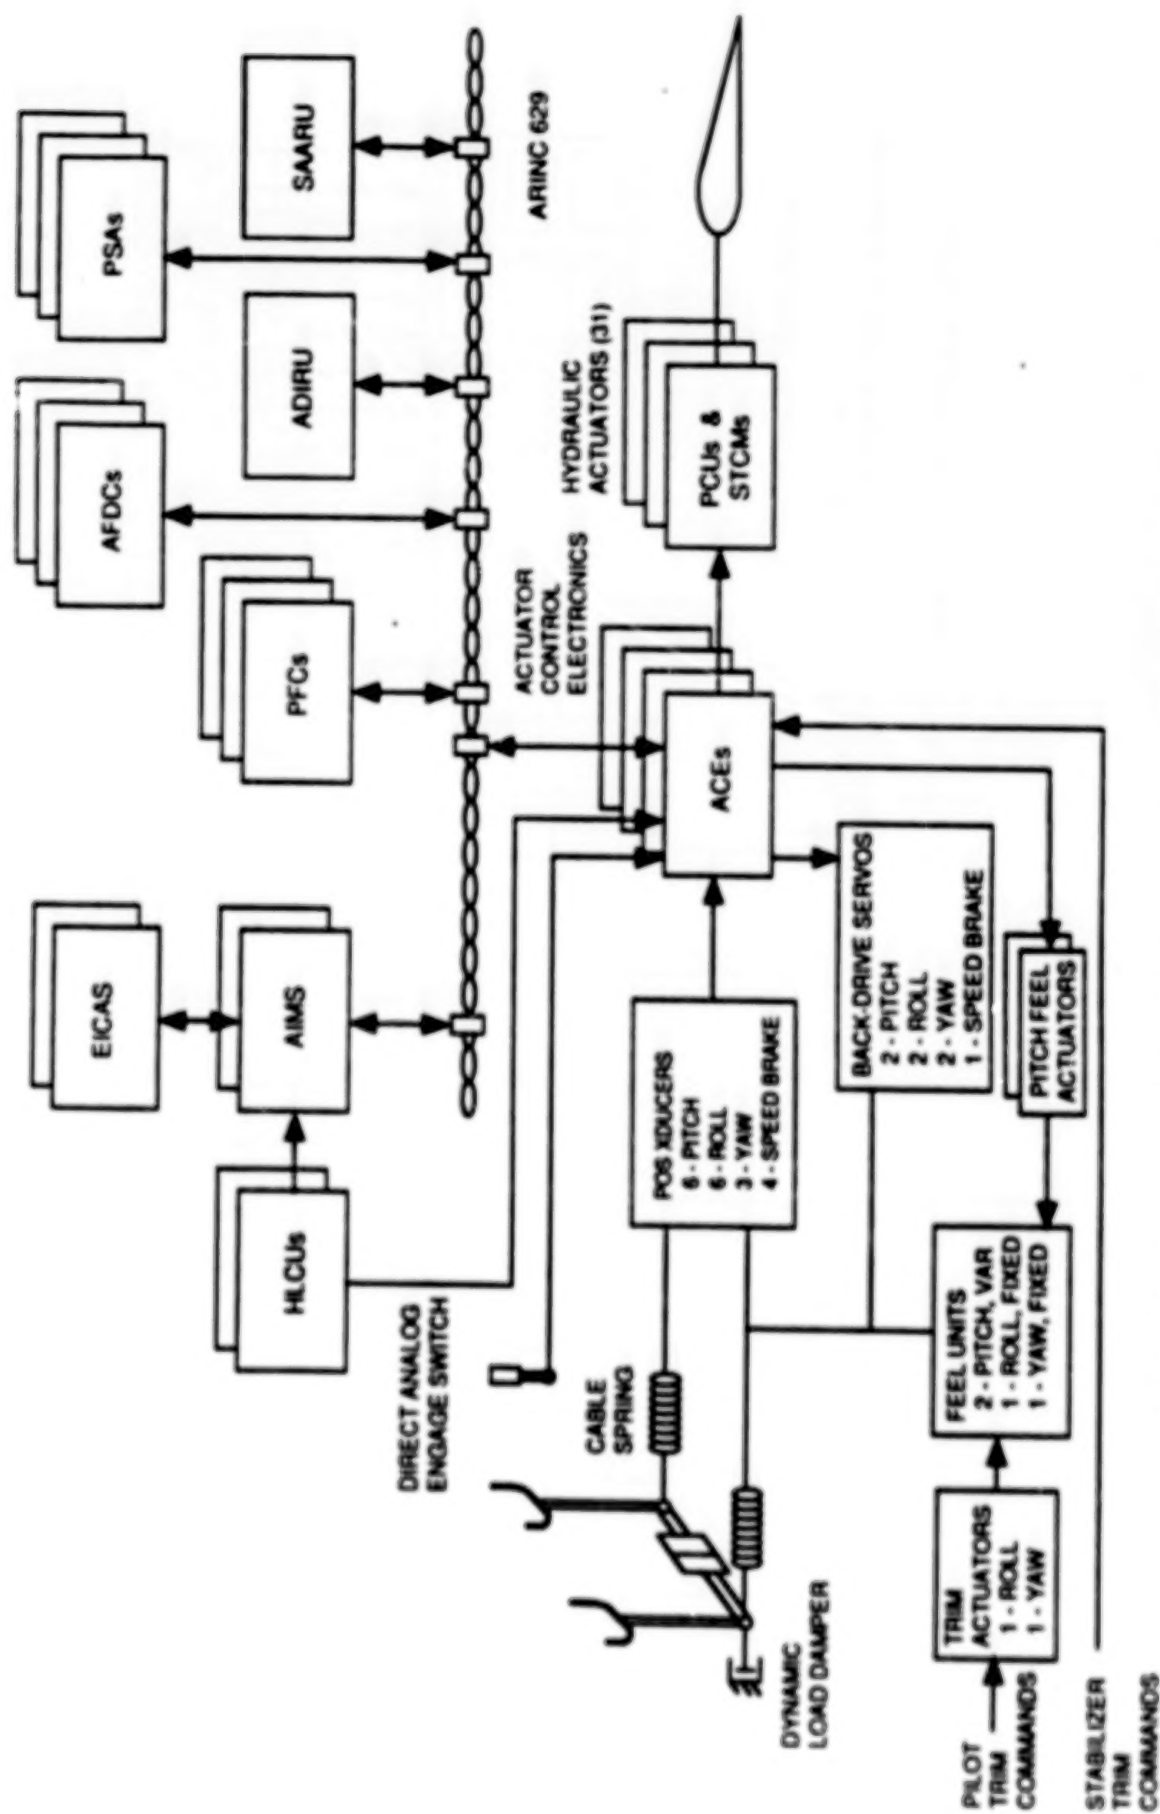 PSAs
SAARU
AFDCs
ADIRU
PFCs
EICAS
AIMS
HLCUs
ARINC 629
DIRECT ANALOG
ENGAGE SWITCH
ACTUATOR
CONTROL
ELECTRONICS
HYDRAULIC
ACTUATORS (31)
CABLE
SPRING
POS XDUCERS
6 - PITCH
6 - ROLL
3 - YAW
4 - SPEED BRAKE
ACEs
PCUs &
STCMs
DYNAMIC
LOAD DAMPER
BACK-DRIVE SERVOS
2 - PITCH
2 - ROLL
2 - YAW
1 - SPEED BRAKE
TRIM
ACTUATORS
1 - ROLL
1 - YAW
FEEL UNITS
2 - PITCH, VAR
1 - ROLL, FIXED
1 - YAW, FIXED
PITCH FEEL
ACTUATORS
PILOT
TRIM
COMMANDS
STABILIZER
TRIM
COMMANDS